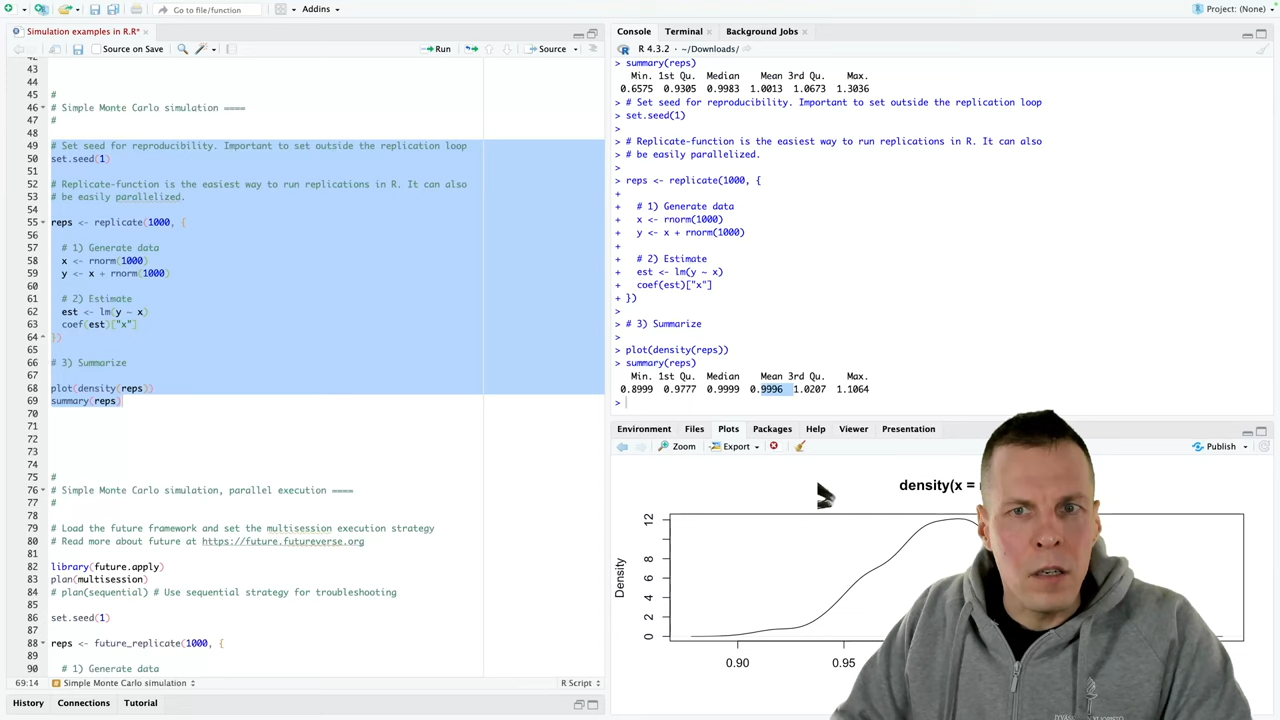 Go to file/function
Addins
Project: (None)
Simulation examples in R.R*
Source on Save
Run
Source
42
43
44
45 #
46 # Simple Monte Carlo simulation ====
47 #
48
49 # Set seed for reproducibility. Important to set outside the replication loop
50 set.seed(1)
51
52 # Replicate-function is the easiest way to run replications in R. It can also
53 # be easily parallelized.
54
55 reps <- replicate(1000, {
56
57 # 1) Generate data
58 x <- rnorm(1000)
59 y <- x + rnorm(1000)
60
61 # 2) Estimate
62 est <- lm(y ~ x)
63 coef(est)["x"]
64 })
65
66 # 3) Summarize
67
68 plot(density(reps))
69 summary(reps)
70
71
72
73
74
75 #
76 # Simple Monte Carlo simulation, parallel execution ====
77 #
78
79 # Load the future framework and set the multisession execution strategy
80 # Read more about future at https://future.futureverse.org
81
82 library(future.apply)
83 plan(multisession)
84 # plan(sequential) # Use sequential strategy for troubleshooting
85
86 set.seed(1)
87
88 reps <- future_replicate(1000, {
89
90 # 1) Generate data
69:14 Simple Monte Carlo simulation R Script
History Connections Tutorial
Console Terminal Background Jobs
R 4.3.2 · ~/Downloads/
> summary(reps)
Min. 1st Qu. Median Mean 3rd Qu. Max.
0.6575 0.9305 0.9983 1.0013 1.0673 1.3036
> # Set seed for reproducibility. Important to set outside the replication loop
> set.seed(1)
>
> # Replicate-function is the easiest way to run replications in R. It can also
> # be easily parallelized.
>
> reps <- replicate(1000, {
+
+ # 1) Generate data
+ x <- rnorm(1000)
+ y <- x + rnorm(1000)
+
+ # 2) Estimate
+ est <- lm(y ~ x)
+ coef(est)["x"]
+ })
>
> # 3) Summarize
>
> plot(density(reps))
> summary(reps)
Min. 1st Qu. Median Mean 3rd Qu. Max.
0.8999 0.9777 0.9999 0.9996 1.0207 1.1064
>
Environment Files Plots Packages Help Viewer Presentation
Zoom Export Publish
density(x =
Density
12
8
6
4
2
0
0.90 0.95